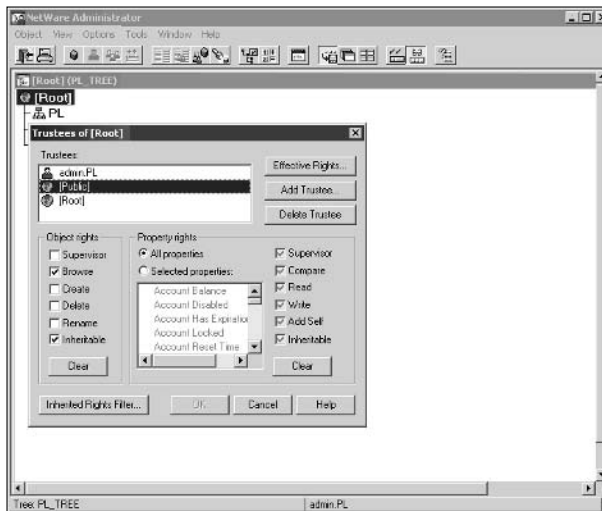 NetWare Administrator
Object View Options Tools Window Help
[Root] (PL_TREE)
[Root]
PL
Trustees of [Root]
Trustees:
admin.PL
[Public]
[Root]
Effective Rights...
Add Trustee...
Delete Trustee
Object rights
Supervisor
Browse
Create
Delete
Rename
Inheritable
Clear
Property rights
All properties
Selected properties:
Account Balance
Account Disabled
Account Has Expiration
Account Locked
Account Reset Time
Supervisor
Compare
Read
Write
Add Self
Inheritable
Clear
Inherited Rights Filter...
OK
Cancel
Help
Tree: PL_TREE
admin.PL